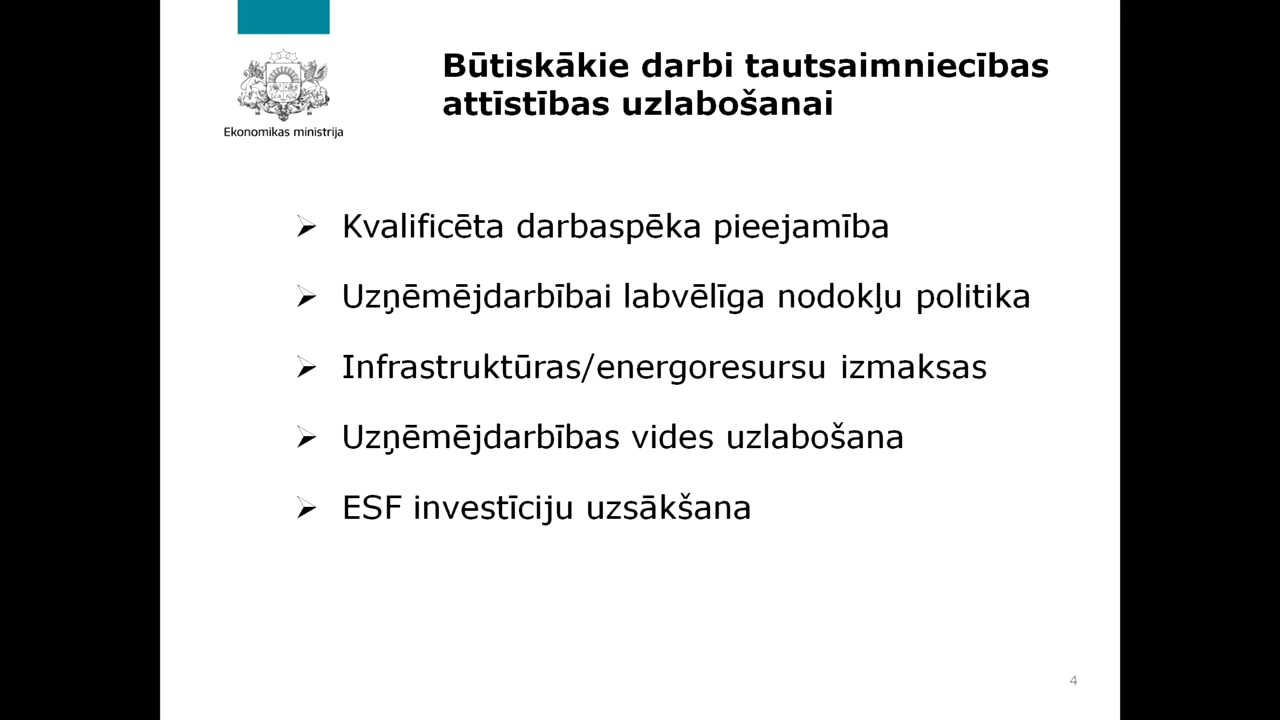 Ekonomikas ministrija
Būtiskākie darbi tautsaimniecības
attīstības uzlabošanai
Kvalificēta darbaspēka pieejamība
Uzņēmējdarbībai labvēlīga nodokļu politika
Infrastruktūras/energoresursu izmaksas
Uzņēmējdarbības vides uzlabošana
ESF investīciju uzsākšana
4